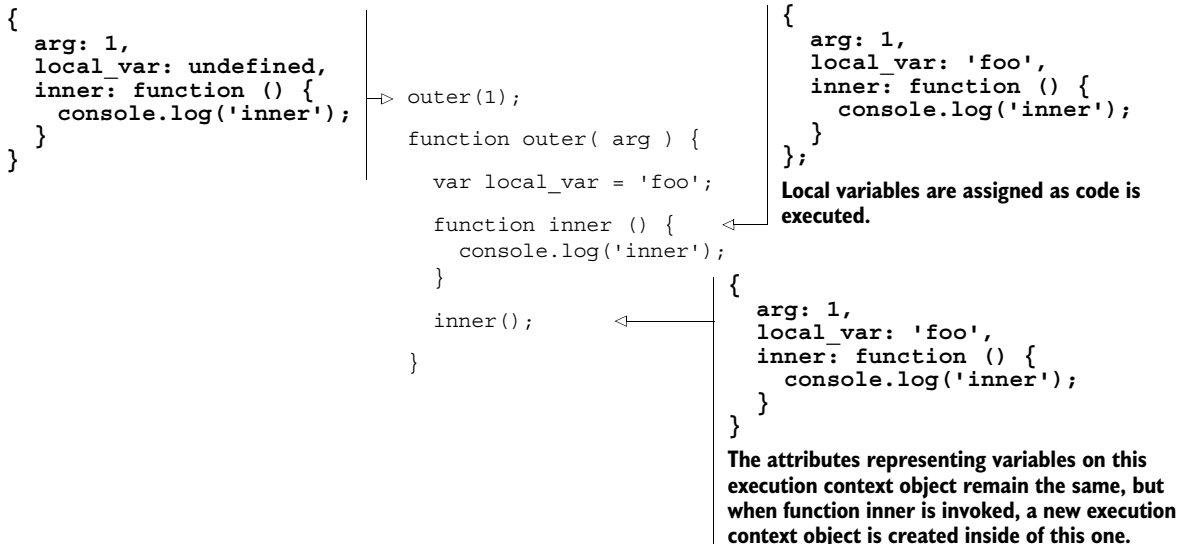 {
  arg: 1,
  local_var: undefined,
  inner: function () {
    console.log('inner');
  }
}
outer(1);
function outer( arg ) {
  var local_var = 'foo';
  function inner () {
    console.log('inner');
  }
  inner();
}
{
  arg: 1,
  local_var: 'foo',
  inner: function () {
    console.log('inner');
  }
};
Local variables are assigned as code is
executed.
{
  arg: 1,
  local_var: 'foo',
  inner: function () {
    console.log('inner');
  }
}
The attributes representing variables on this
execution context object remain the same, but
when function inner is invoked, a new execution
context object is created inside of this one.